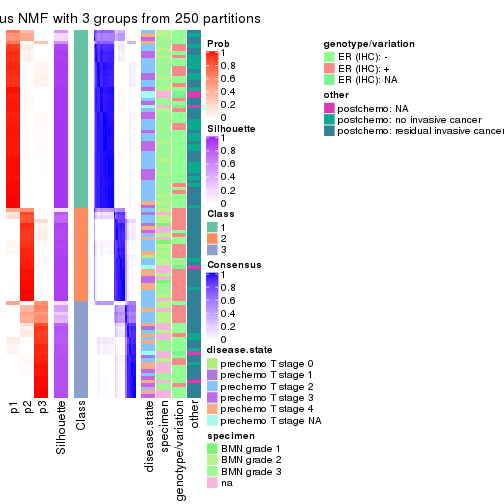 us NMF with 3 groups from 250 partitions
Prob
1
0.8
0.6
0.4
0.2
0
Silhouette
1
0.8
0.6
0.4
0.2
0
Class
1
2
3
Consensus
1
0.8
0.6
0.4
0.2
0
disease.state
prechemo T stage 0
prechemo T stage 1
prechemo T stage 2
prechemo T stage 3
prechemo T stage 4
prechemo T stage NA
specimen
BMN grade 1
BMN grade 2
BMN grade 3
na
genotype/variation
ER (IHC): -
ER (IHC): +
ER (IHC): NA
other
postchemo: NA
postchemo: no invasive cancer
postchemo: residual invasive cancer
p1
p2
p3
Silhouette
Class
disease.state
specimen
genotype/variation
other